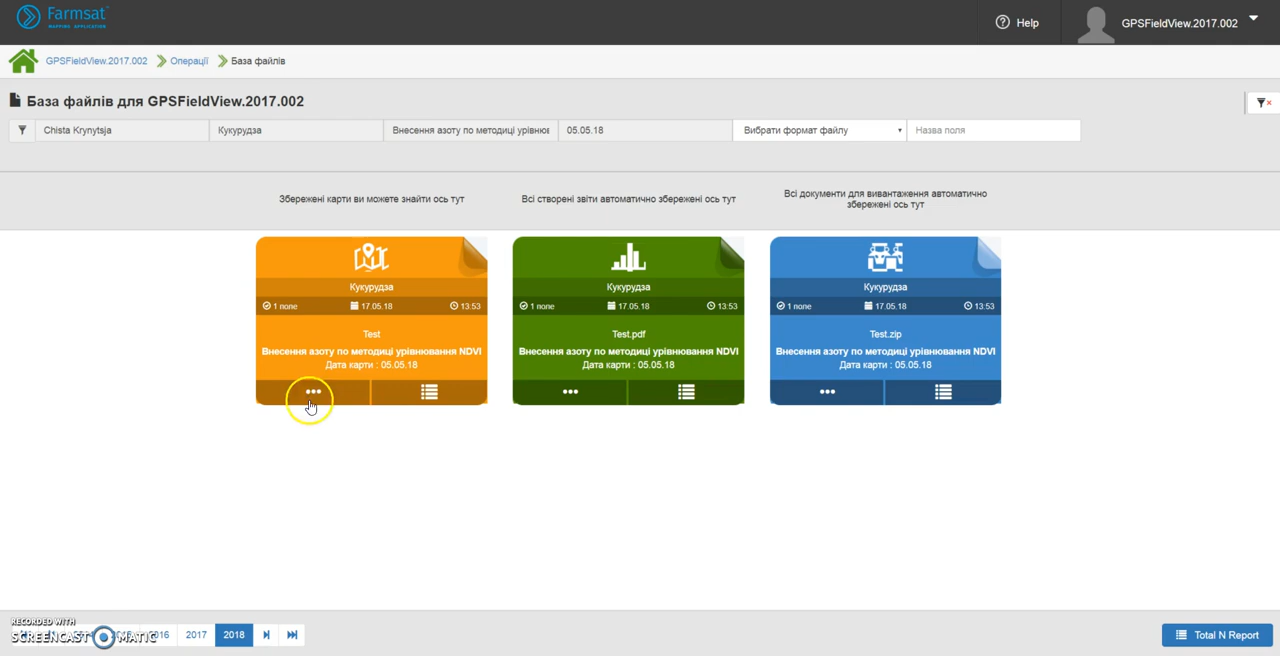 Farmsat
MAPPING APPLICATION
Help
GPSFieldView.2017.002
GPSFieldView.2017.002 Операції База файлів
База файлів для GPSFieldView.2017.002
Chista Krynytsja Кукурудза Внесення азоту по методиці урівнюв 05.05.18 Вибрати формат файлу Назва поля
Збережені карти ви можете знайти ось тут
Всі створені звіти автоматично збережені ось тут
Всі документи для вивантаження автоматично
збережені ось тут
Кукурудза
1 поле 17.05.18 13:53
Test
Внесення азоту по методиці урівнювання NDVI
Дата карти : 05.05.18
Кукурудза
1 поле 17.05.18 13:53
Test.pdf
Внесення азоту по методиці урівнювання NDVI
Дата карти : 05.05.18
Кукурудза
1 поле 17.05.18 13:53
Test.zip
Внесення азоту по методиці урівнювання NDVI
Дата карти : 05.05.18
RECORDED WITH
SCREENCAST MATIC
2017 2018
Total N Report